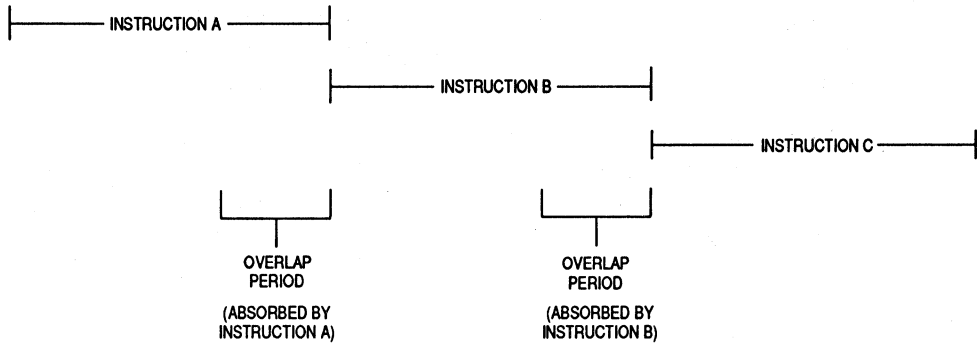 INSTRUCTION A
INSTRUCTION B
INSTRUCTION C
OVERLAP
PERIOD
(ABSORBED BY
INSTRUCTION A)
OVERLAP
PERIOD
(ABSORBED BY
INSTRUCTION B)